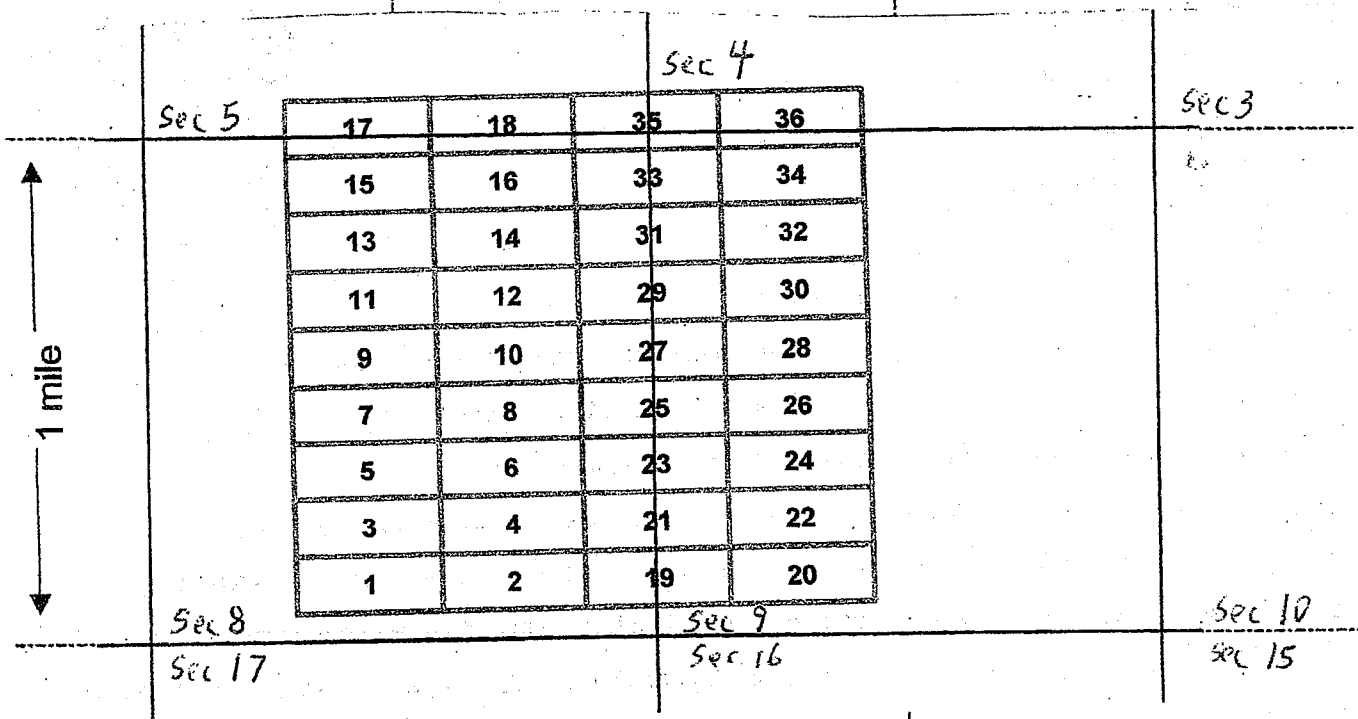 Sec 4
Sec 5
Sec 3
17 18 35 36
15 16 33 34
13 14 31 32
11 12 29 30
9 10 27 28
7 8 25 26
5 6 23 24
3 4 21 22
1 2 19 20
1 mile
Sec 8
Sec 9
Sec 10
Sec 17
Sec 16
Sec 15